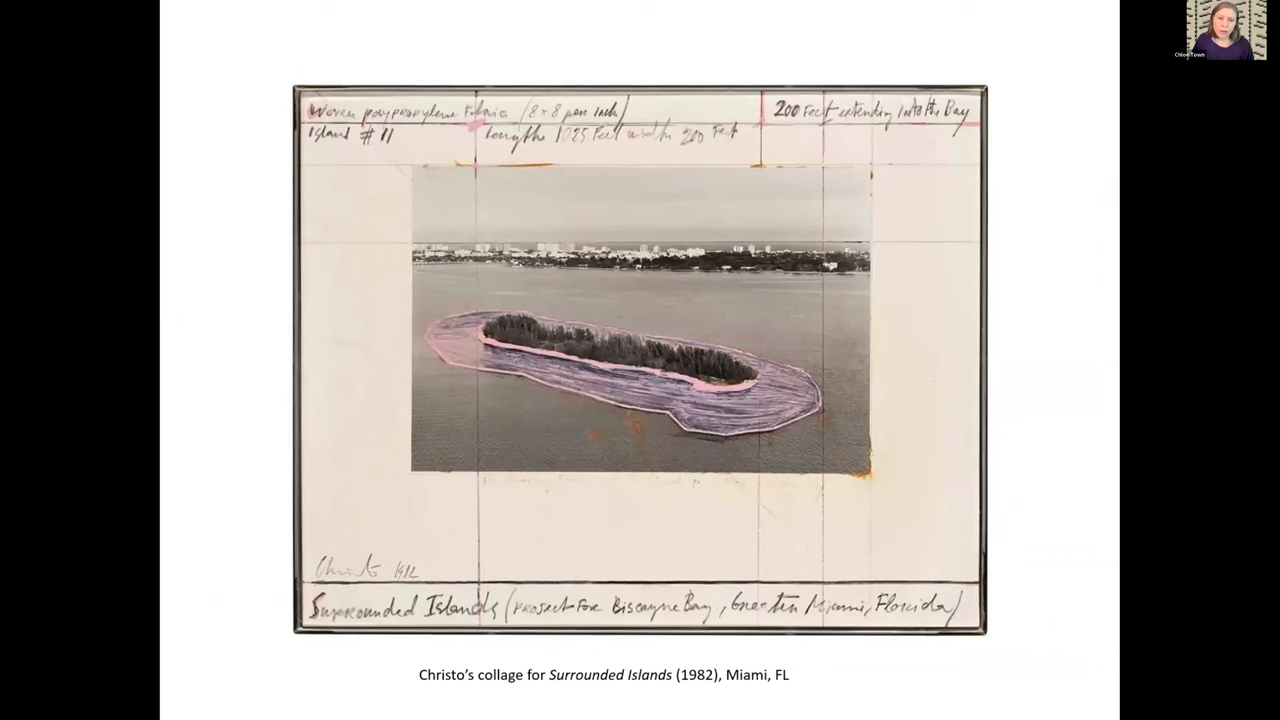 Chloe Town
Woven polypropylene Fabric (8×8 per inch)
200 Feet extending into the Bay
Island # 11
length 1025 Feet width 200 Feet
Christo 1982
Surrounded Islands (project for Biscayne Bay, Greater Miami, Florida)
Christo’s collage for Surrounded Islands (1982), Miami, FL